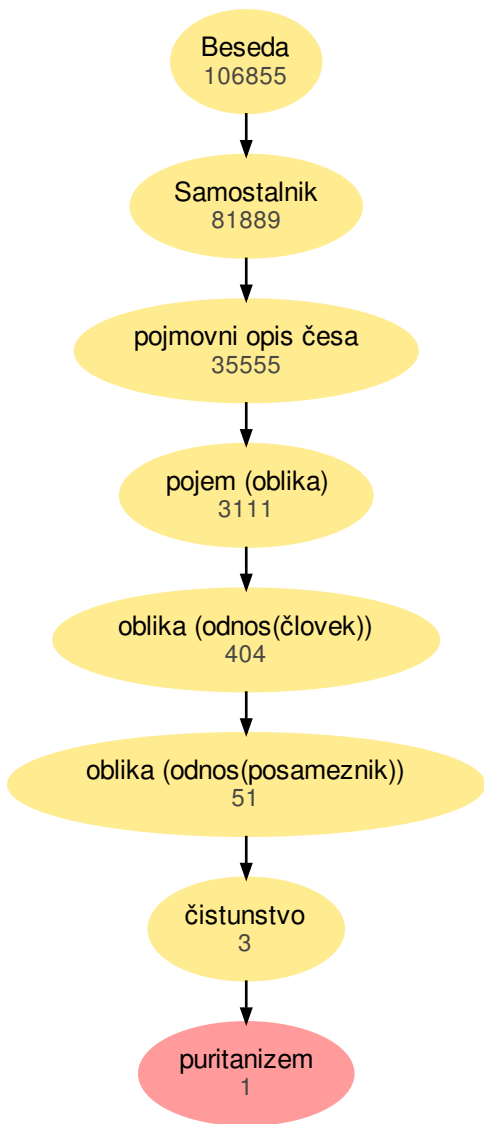 Beseda
106855
Samostalnik
81889
pojmovni opis česa
35555
pojem (oblika)
3111
oblika (odnos(človek))
404
oblika (odnos(posameznik))
51
čistunstvo
3
puritanizem
1